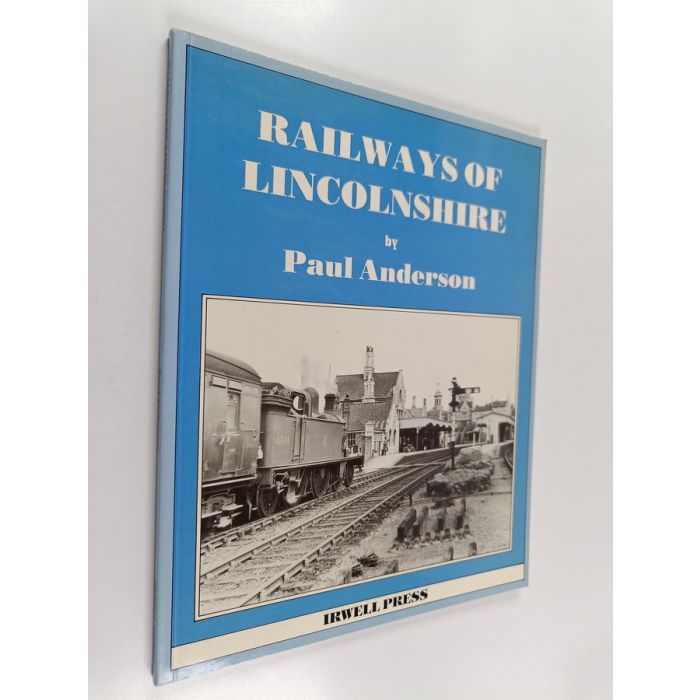 RAILWAYS OF
LINCOLNSHIRE
by
Paul Anderson
IRWELL PRESS